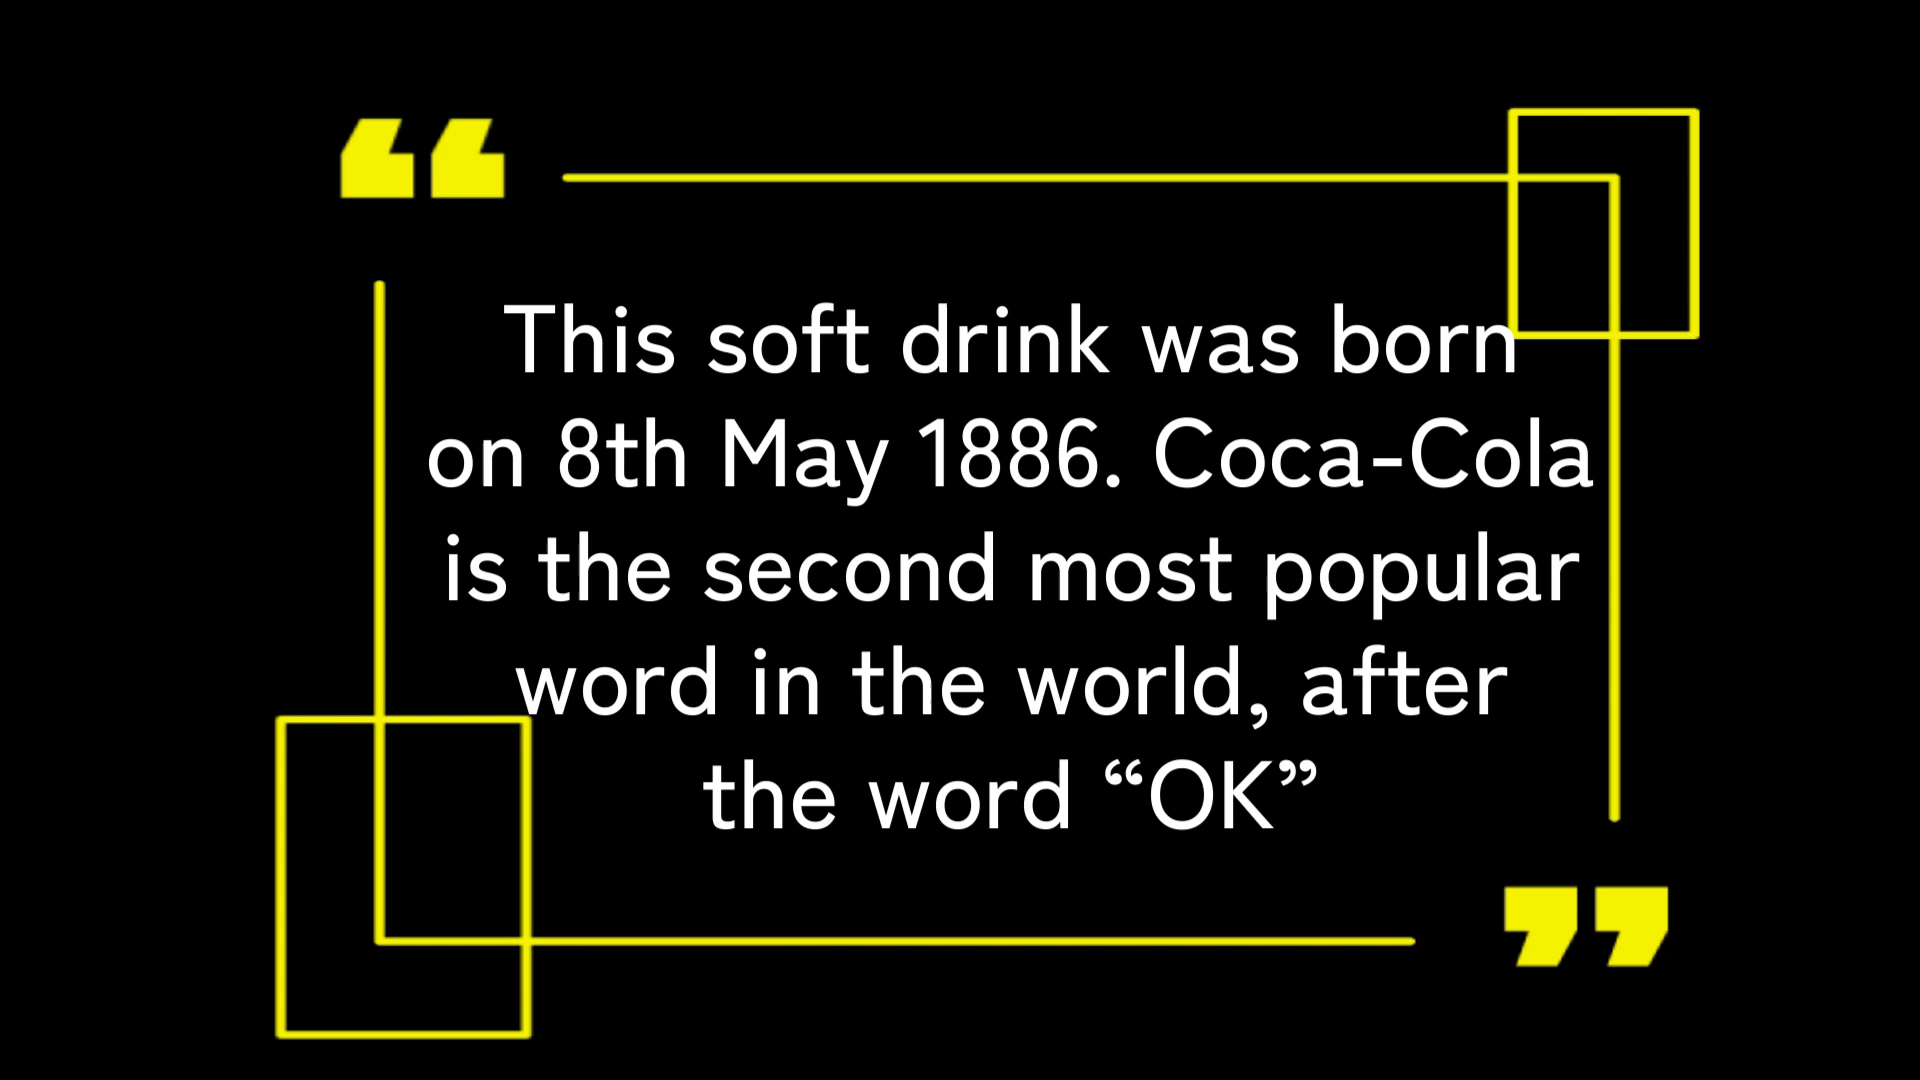 This soft drink was born
on 8th May 1886. Coca-Cola
is the second most popular
word in the world, after
the word “OK”